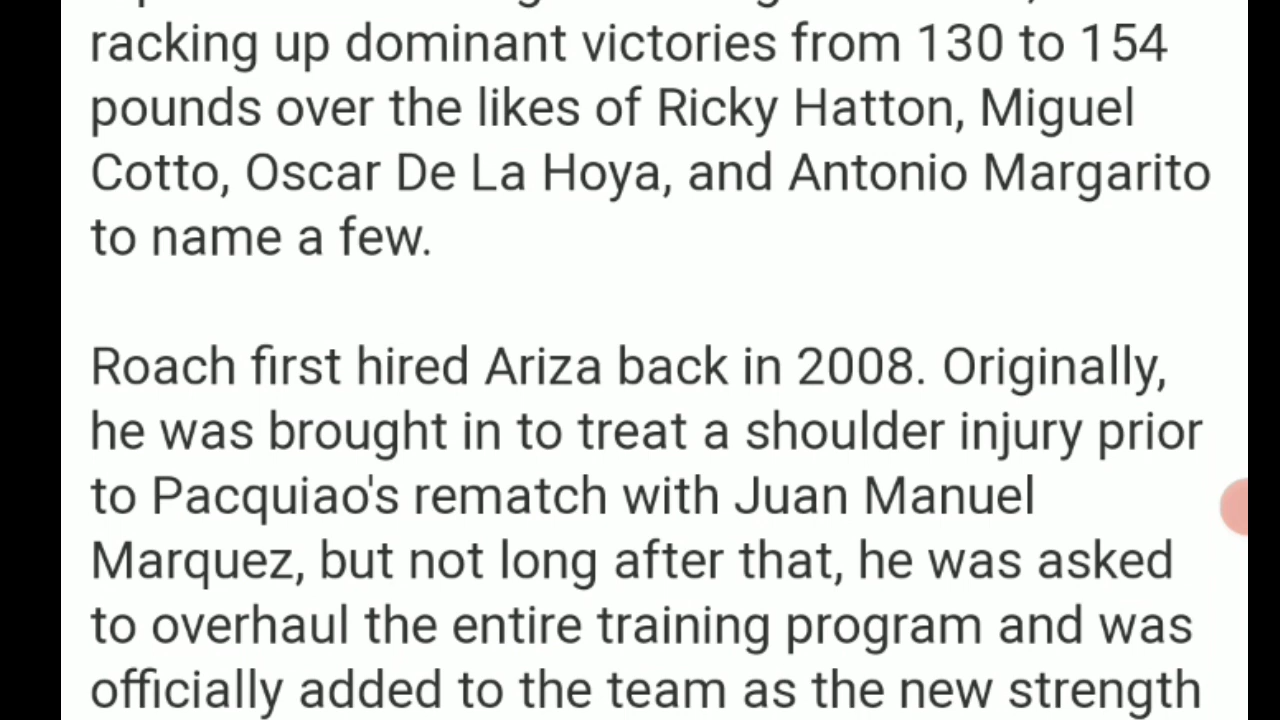 racking up dominant victories from 130 to 154
pounds over the likes of Ricky Hatton, Miguel
Cotto, Oscar De La Hoya, and Antonio Margarito
to name a few.
Roach first hired Ariza back in 2008. Originally,
he was brought in to treat a shoulder injury prior
to Pacquiao's rematch with Juan Manuel
Marquez, but not long after that, he was asked
to overhaul the entire training program and was
officially added to the team as the new strength